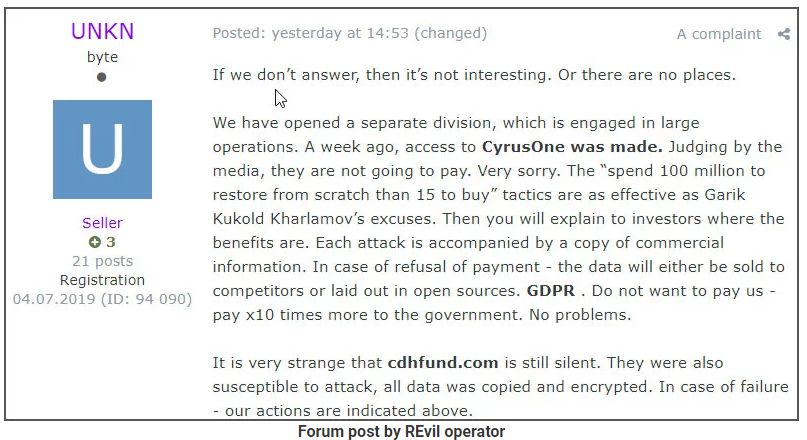 UNKN
byte
U
Seller
3
21 posts
Registration
04.07.2019 (ID: 94 090)
Posted: yesterday at 14:53 (changed)
A complaint
If we don’t answer, then it’s not interesting. Or there are no places.
We have opened a separate division, which is engaged in large
operations. A week ago, access to CyrusOne was made. Judging by the
media, they are not going to pay. Very sorry. The “spend 100 million to
restore from scratch than 15 to buy” tactics are as effective as Garik
Kukold Kharlamov’s excuses. Then you will explain to investors where the
benefits are. Each attack is accompanied by a copy of commercial
information. In case of refusal of payment - the data will either be sold to
competitors or laid out in open sources. GDPR . Do not want to pay us -
pay x10 times more to the government. No problems.
It is very strange that cdhfund.com is still silent. They were also
susceptible to attack, all data was copied and encrypted. In case of failure
- our actions are indicated above.
Forum post by REvil operator